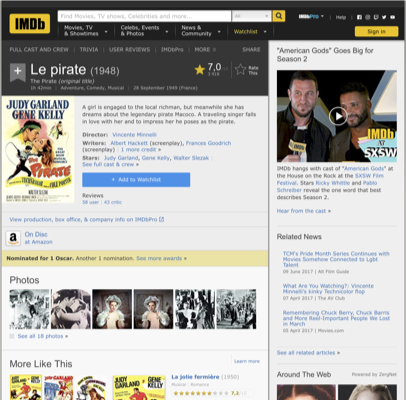 IMDb
Find Movies, TV shows, Celebrities and more...
All
Movies, TV
& Showtimes
Celebs, Events
& Photos
News &
Community
Watchlist
IMDbPro
Help
Sign in
FULL CAST AND CREW | TRIVIA | USER REVIEWS | IMDbPro | MORE
SHARE
+
Le pirate (1948)
The Pirate (original title)
1h 42min | Adventure, Comedy, Musical | 28 September 1949 (France)
7,0
Rate
This
JUDY GARLAND
GENE KELLY
THE PIRATE
A girl is engaged to the local richman, but meanwhile she has
dreams about the legendary pirate Macoco. A traveling singer falls
in love with her and to impress her he poses as the pirate.
Director: Vincente Minnelli
Writers: Albert Hackett (screenplay), Frances Goodrich
(screenplay) | 1 more credit »
Stars: Judy Garland, Gene Kelly, Walter Slezak |
See full cast & crew »
+ Add to Watchlist
Reviews
58 user | 43 critic
View production, box office, & company info on IMDbPro
a
On Disc
at Amazon
Nominated for 1 Oscar. Another 1 nomination. See more awards »
Photos
See all 18 photos »
More Like This
Learn more
JUDY GARLAND
GENE KELLY
La jolie fermière (1950)
Musical | Romance
7,2
"American Gods" Goes Big for
Season 2
IMDb
at
SXSW
IMDb hangs with cast of "American Gods"
at the House on the Rock at the SXSW Film
Festival. Stars Ricky Whittle and Pablo
Schreiber reveal the one word that best
describes Season 2.
Hear from the cast »
Related News
TCM's Pride Month Series Continues with
Movies Somehow Connected to Lgbt
Talent
09 June 2017 | Alt Film Guide
What Are You Watching?:
Vincente Minnelli's kinky Technicolor flop
07 April 2017 | The AV Club
Remembering Chuck Berry, Chuck Barris
and More Reel-Important People We Lost
in March
05 April 2017 | Movies.com
See all related articles »
Around The Web
Powered by ZergNet